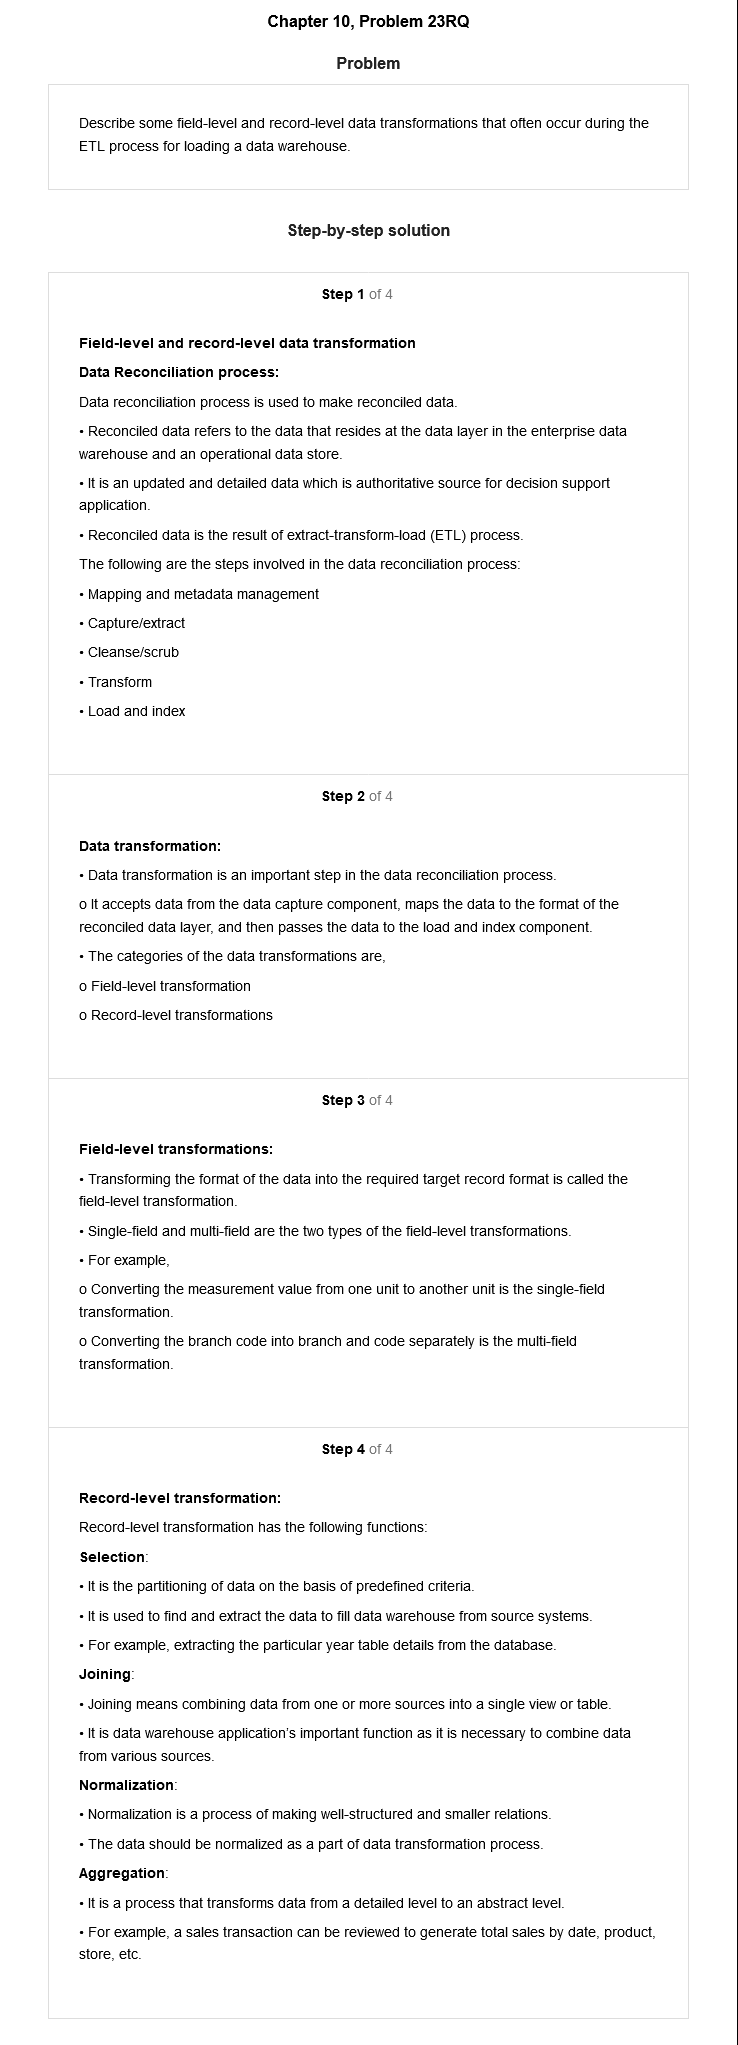 Chapter 10, Problem 23RQ
Problem
Describe some field-level and record-level data transformations that often occur during the
ETL process for loading a data warehouse.
Step-by-step solution
Step 1 of 4
Field-level and record-level data transformation
Data Reconciliation process:
Data reconciliation process is used to make reconciled data.
• Reconciled data refers to the data that resides at the data layer in the enterprise data
warehouse and an operational data store.
• It is an updated and detailed data which is authoritative source for decision support
application.
• Reconciled data is the result of extract-transform-load (ETL) process.
The following are the steps involved in the data reconciliation process:
• Mapping and metadata management
• Capture/extract
• Cleanse/scrub
• Transform
• Load and index
Step 2 of 4
Data transformation:
• Data transformation is an important step in the data reconciliation process.
o It accepts data from the data capture component, maps the data to the format of the
reconciled data layer, and then passes the data to the load and index component.
• The categories of the data transformations are,
o Field-level transformation
o Record-level transformations
Step 3 of 4
Field-level transformations:
• Transforming the format of the data into the required target record format is called the
field-level transformation.
• Single-field and multi-field are the two types of the field-level transformations.
• For example,
o Converting the measurement value from one unit to another unit is the single-field
transformation.
o Converting the branch code into branch and code separately is the multi-field
transformation.
Step 4 of 4
Record-level transformation:
Record-level transformation has the following functions:
Selection:
• It is the partitioning of data on the basis of predefined criteria.
• It is used to find and extract the data to fill data warehouse from source systems.
• For example, extracting the particular year table details from the database.
Joining:
• Joining means combining data from one or more sources into a single view or table.
• It is data warehouse application's important function as it is necessary to combine data
from various sources.
Normalization:
• Normalization is a process of making well-structured and smaller relations.
• The data should be normalized as a part of data transformation process.
Aggregation:
• It is a process that transforms data from a detailed level to an abstract level.
• For example, a sales transaction can be reviewed to generate total sales by date, product,
store, etc.